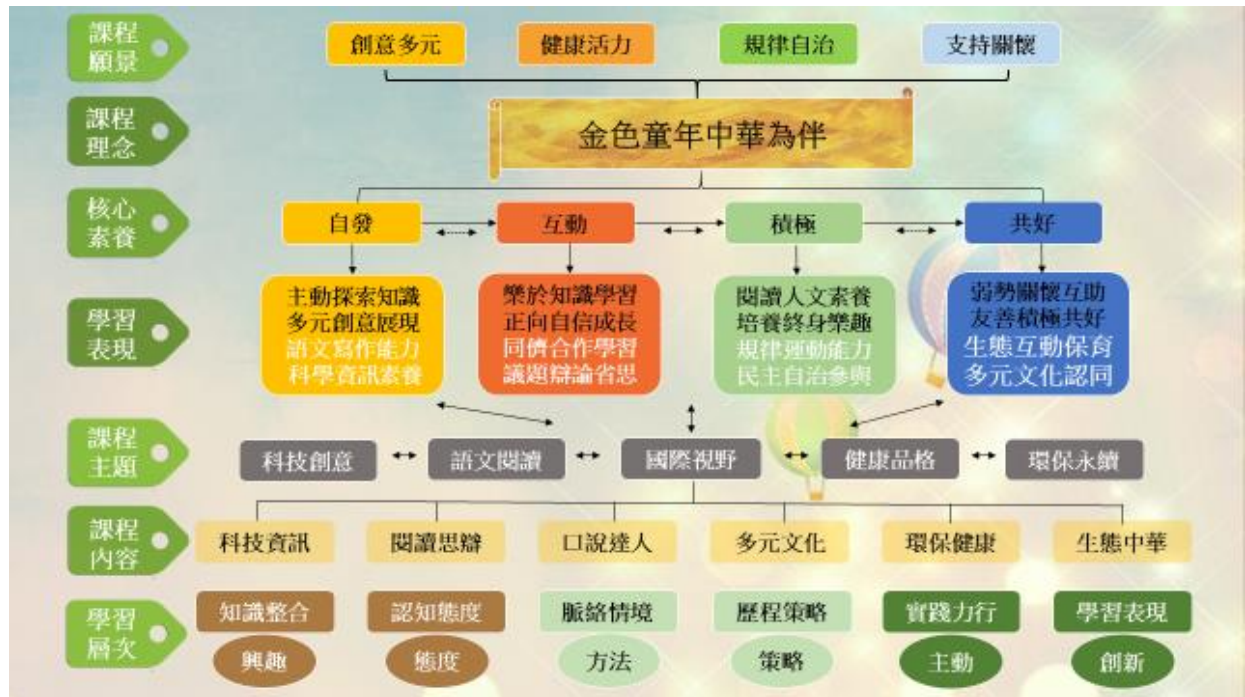 課程
願景
創意多元
健康活力
規律自治
支持關懷
課程
理念
金色童年中華為伴
核心
素養
自發
互動
積極
共好
學習
表現
主動探索知識
多元創意展現
語文寫作能力
科學資訊素養
樂於知識學習
正向自信成長
同儕合作學習
議題辯論省思
閱讀人文素養
培養終身樂趣
規律運動能力
民主自治參與
弱勢關懷互助
友善積極共好
生態互動保育
多元文化認同
課程
主題
科技創意
語文閱讀
國際視野
健康品格
環保永續
課程
內容
科技資訊
閱讀思辯
口說達人
多元文化
環保健康
生態中華
學習
層次
知識整合
認知態度
脈絡情境
歷程策略
實踐力行
學習表現
興趣
態度
方法
策略
主動
創新